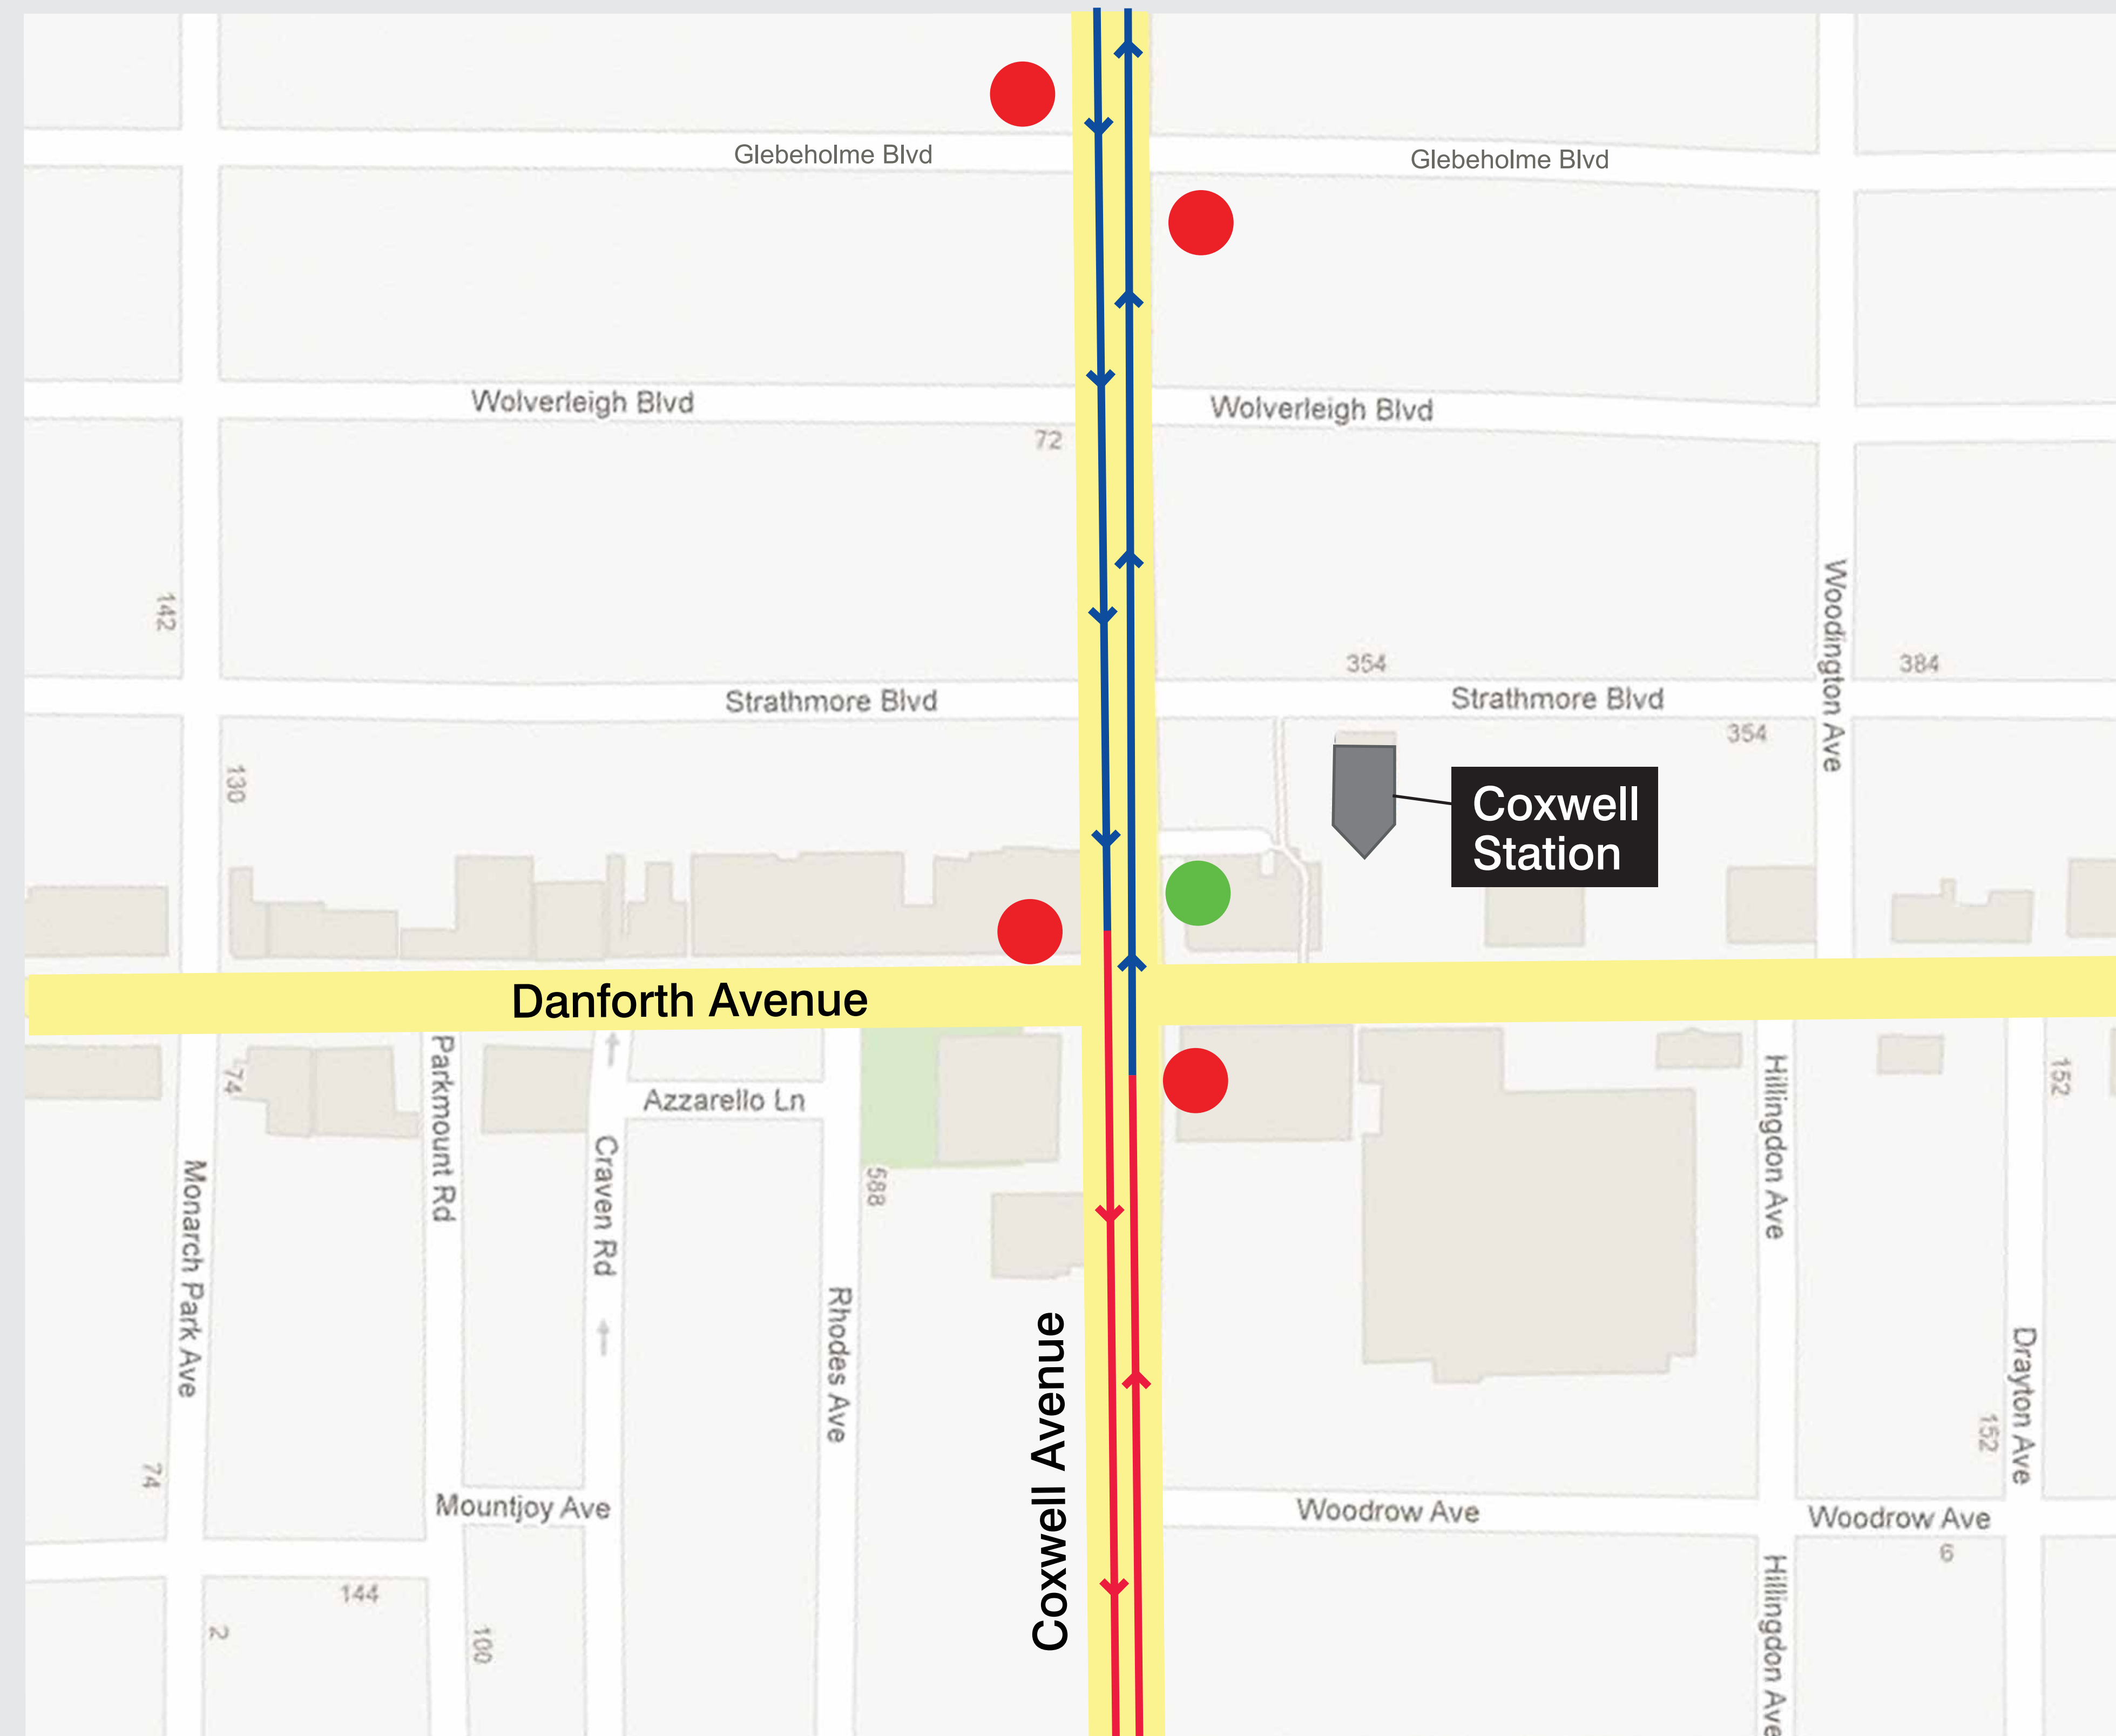 Glebeholme Blvd
Glebeholme Blvd
Wolverleigh Blvd
Wolverleigh Blvd
72
142
Woodington Ave
354
384
Strathmore Blvd
Strathmore Blvd
354
130
Coxwell
Station
Danforth Avenue
74
Parkmount Rd
Azzarello Ln
Craven Rd
Monarch Park Ave
588
Rhodes Ave
Coxwell Avenue
Hillingdon Ave
152
Drayton Ave
152
74
Mountjoy Ave
Woodrow Ave
Woodrow Ave
6
144
2
100
Hillingdon Ave